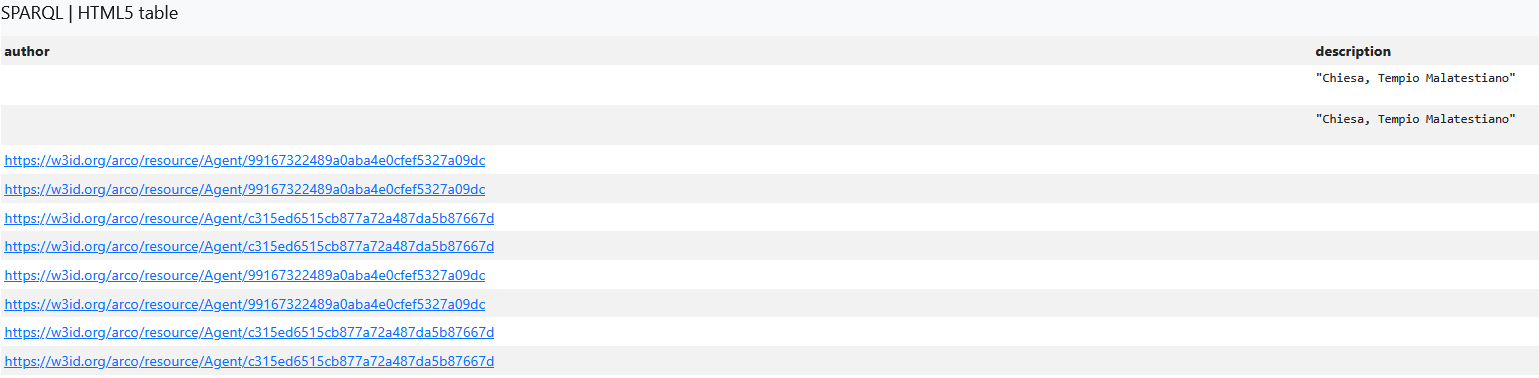 SPARQL | HTML5 table
author description
"Chiesa, Tempio Malatestiano"
"Chiesa, Tempio Malatestiano"
https://w3id.org/arco/resource/Agent/99167322489a0aba4e0cfef5327a09dc
https://w3id.org/arco/resource/Agent/99167322489a0aba4e0cfef5327a09dc
https://w3id.org/arco/resource/Agent/c315ed6515cb877a72a487da5b87667d
https://w3id.org/arco/resource/Agent/c315ed6515cb877a72a487da5b87667d
https://w3id.org/arco/resource/Agent/99167322489a0aba4e0cfef5327a09dc
https://w3id.org/arco/resource/Agent/99167322489a0aba4e0cfef5327a09dc
https://w3id.org/arco/resource/Agent/c315ed6515cb877a72a487da5b87667d
https://w3id.org/arco/resource/Agent/c315ed6515cb877a72a487da5b87667d